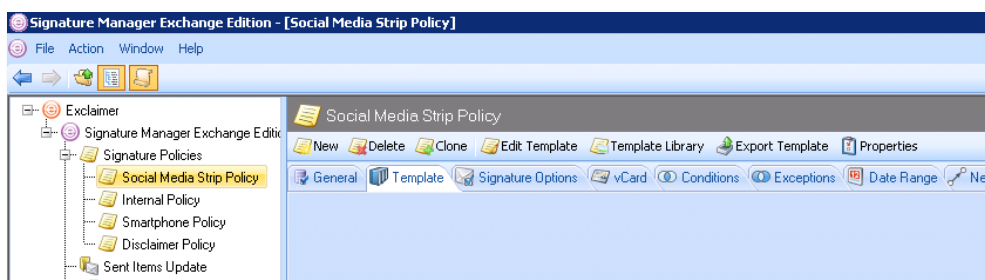 Signature Manager Exchange Edition - [Social Media Strip Policy]
File Action Window Help
Exclaimer
Signature Manager Exchange Editic
Signature Policies
Social Media Strip Policy
Internal Policy
Smartphone Policy
Disclaimer Policy
Sent Items Update
Social Media Strip Policy
New Delete Clone Edit Template Template Library Export Template Properties
General Template Signature Options vCard Conditions Exceptions Date Range Ne